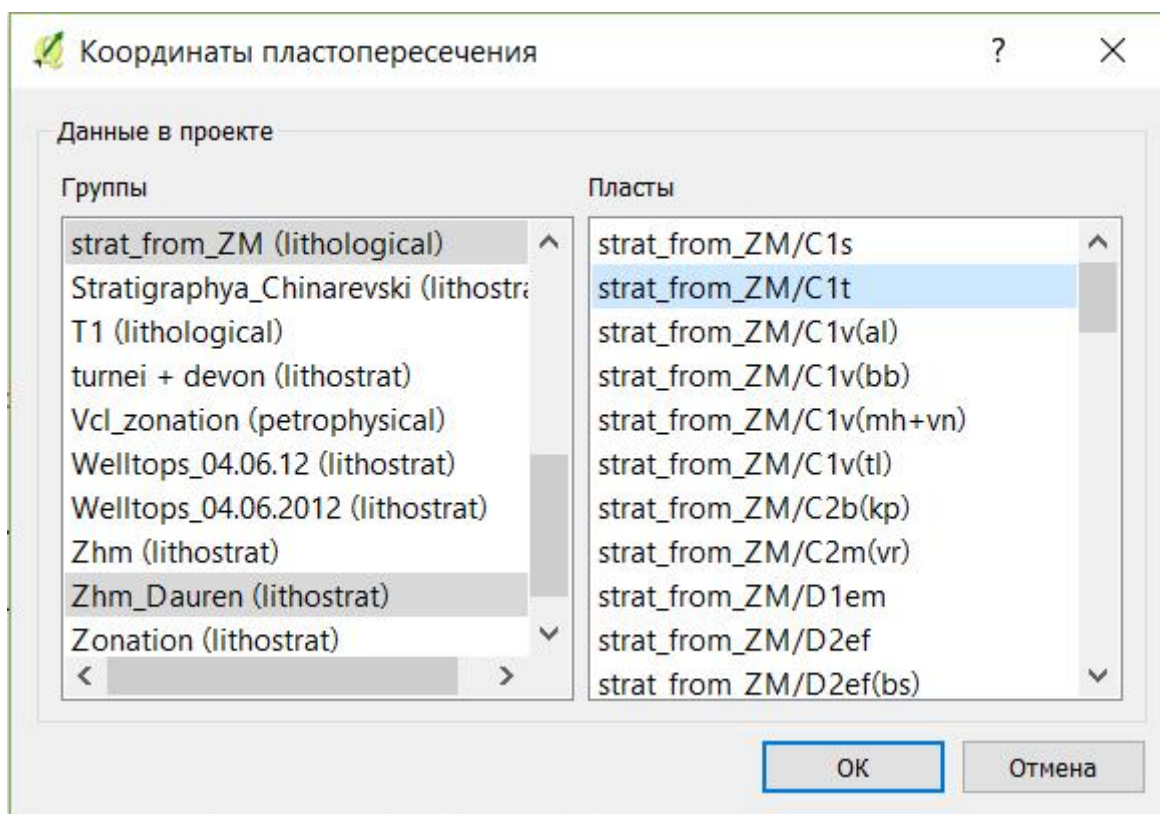 Координаты пластопересечения
?
Данные в проекте
Группы
strat_from_ZM (lithological)
Stratigraphya_Chinarevski (lithostra
T1 (lithological)
turnei + devon (lithostrat)
Vcl_zonation (petrophysical)
Welltops_04.06.12 (lithostrat)
Welltops_04.06.2012 (lithostrat)
Zhm (lithostrat)
Zhm_Dauren (lithostrat)
Zonation (lithostrat)
Пласты
strat_from_ZM/C1s
strat_from_ZM/C1t
strat_from_ZM/C1v(al)
strat_from_ZM/C1v(bb)
strat_from_ZM/C1v(mh+vn)
strat_from_ZM/C1v(tl)
strat_from_ZM/C2b(kp)
strat_from_ZM/C2m(vr)
strat_from_ZM/D1em
strat_from_ZM/D2ef
strat_from_ZM/D2ef(bs)
ОК
Отмена